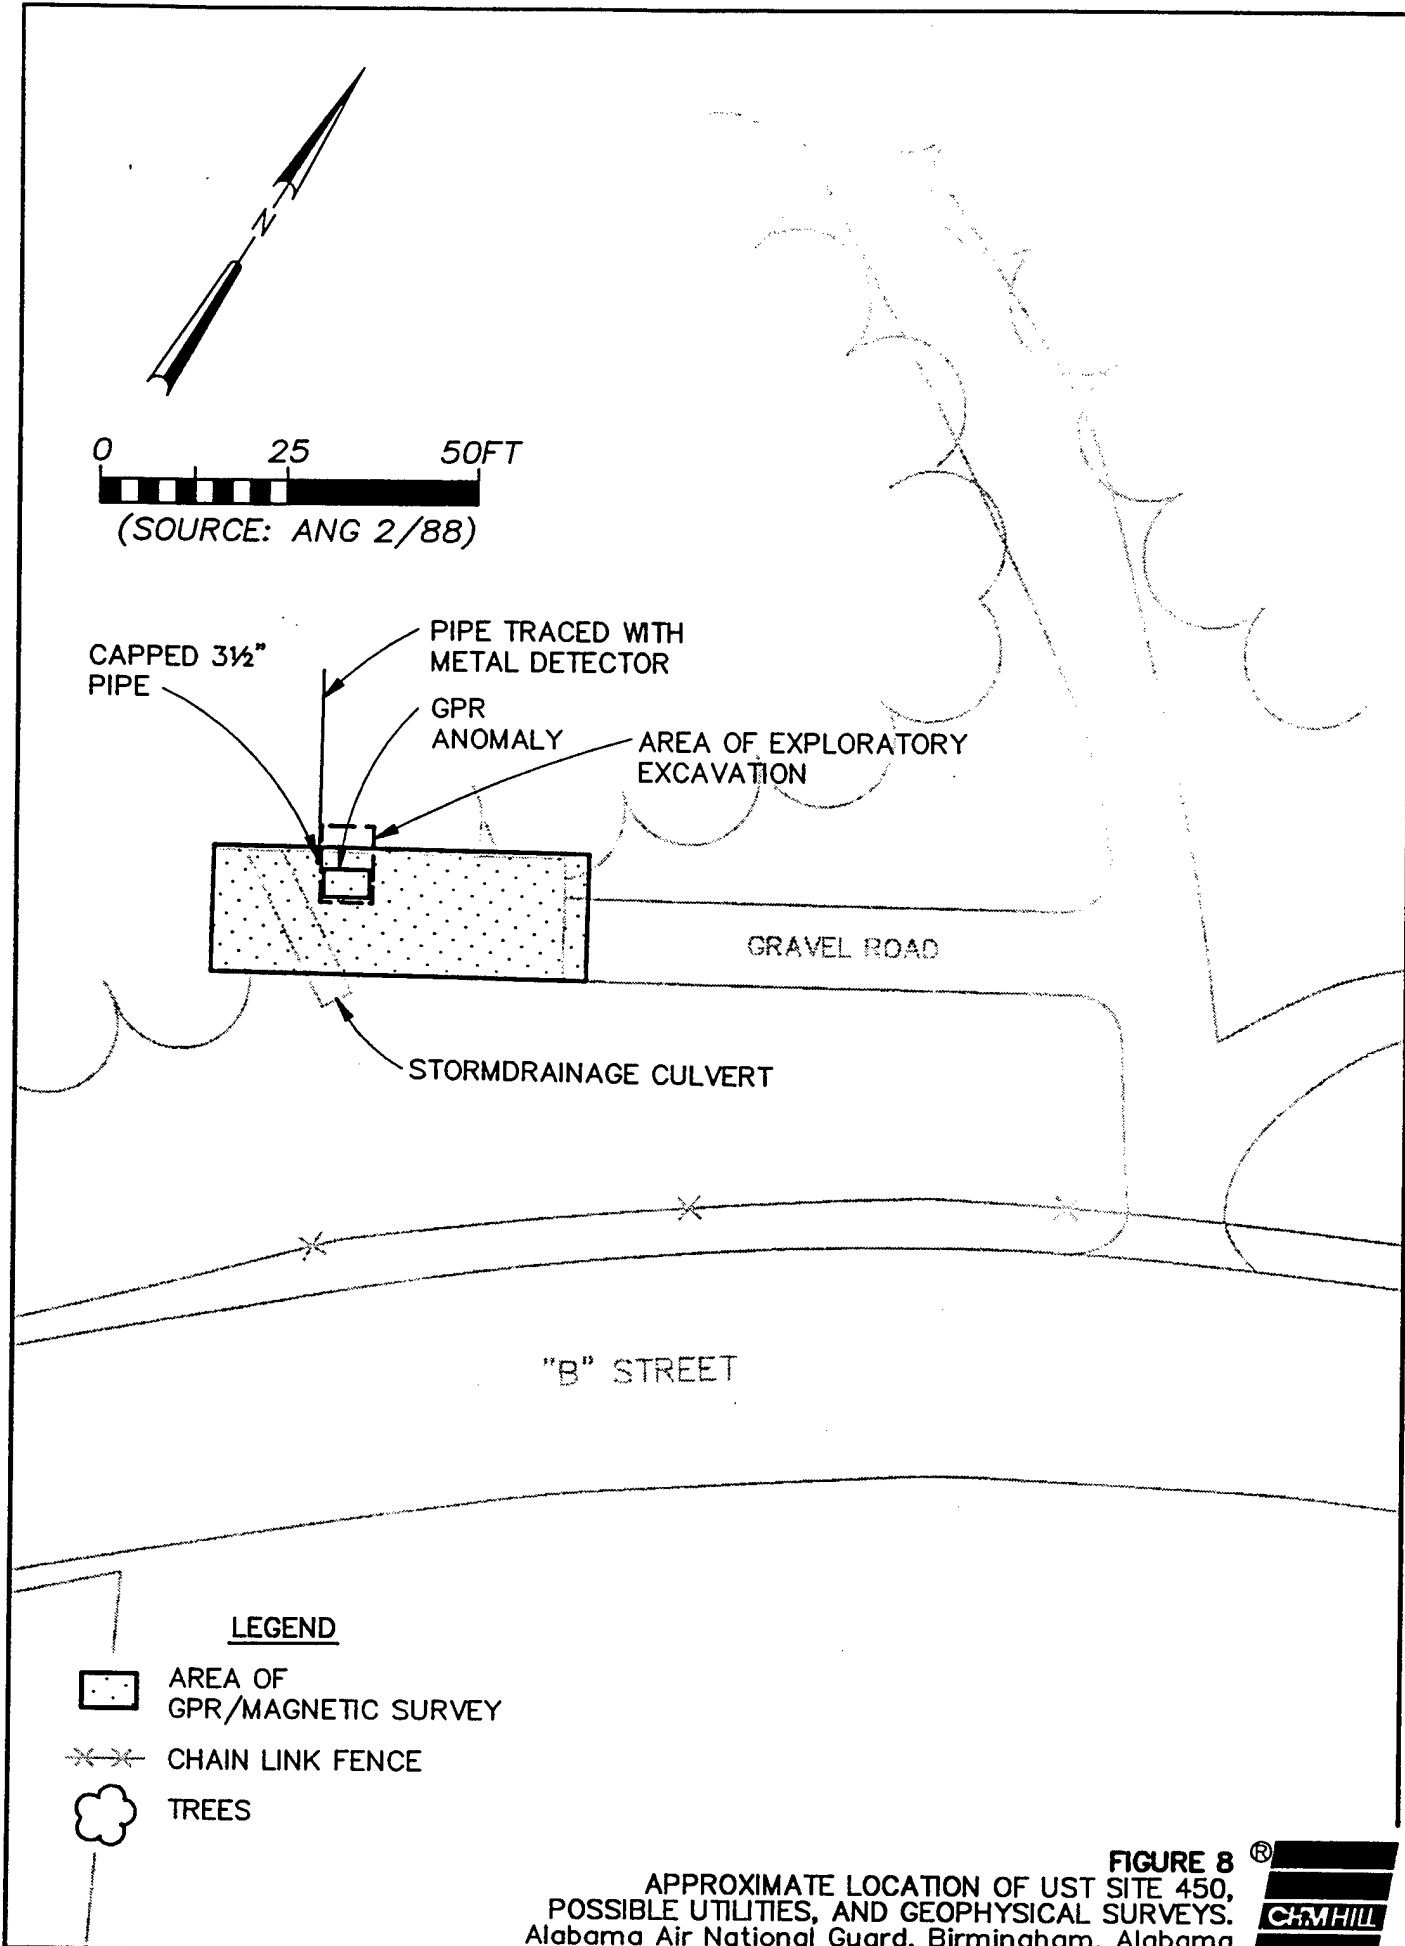 N
0 25 50FT
(SOURCE: ANG 2/88)
CAPPED 3½"
PIPE
PIPE TRACED WITH
METAL DETECTOR
GPR
ANOMALY
AREA OF EXPLORATORY
EXCAVATION
GRAVEL ROAD
STORMDRAINAGE CULVERT
"B" STREET
LEGEND
AREA OF
GPR/MAGNETIC SURVEY
CHAIN LINK FENCE
TREES
FIGURE 8
APPROXIMATE LOCATION OF UST SITE 450,
POSSIBLE UTILITIES, AND GEOPHYSICAL SURVEYS.
Alabama Air National Guard, Birmingham, Alabama
®
CH2MHILL